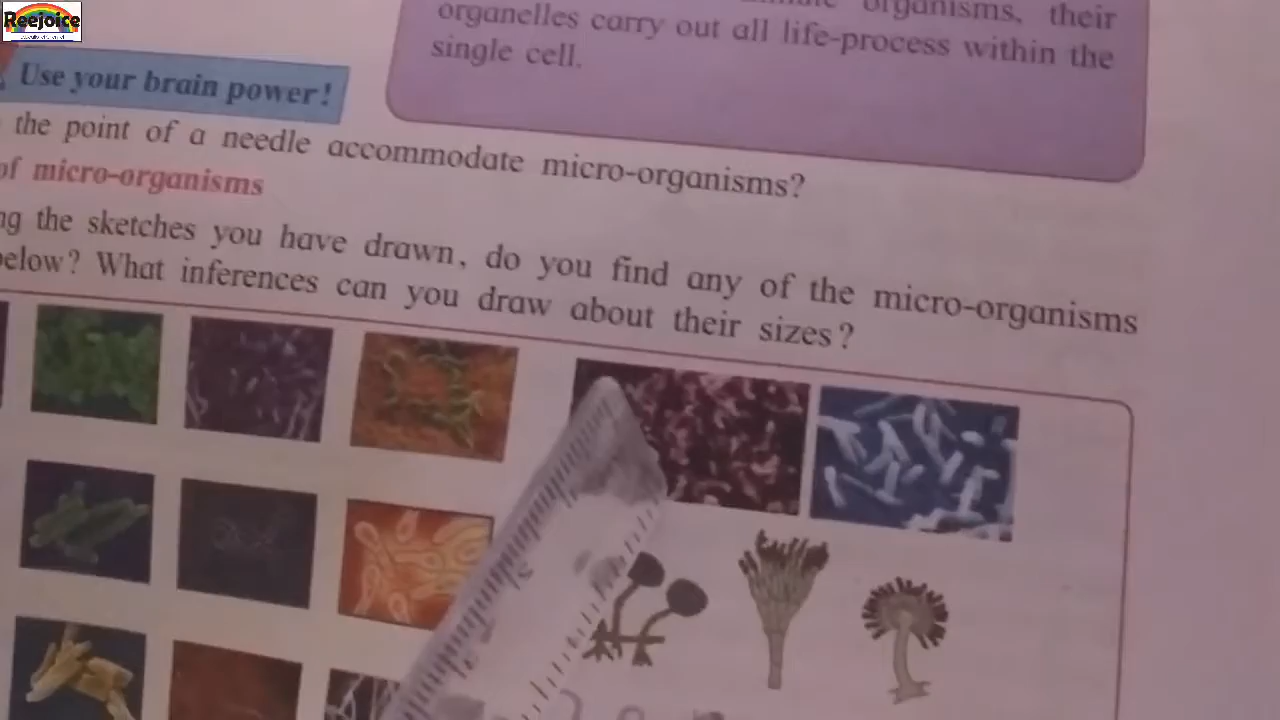 Reejoice
organisms, their
organelles carry out all life-process within the
single cell.
Use your brain power!
the point of a needle accommodate micro-organisms?
of micro-organisms
the sketches you have drawn, do you find any of the micro-organisms
below? What inferences can you draw about their sizes?